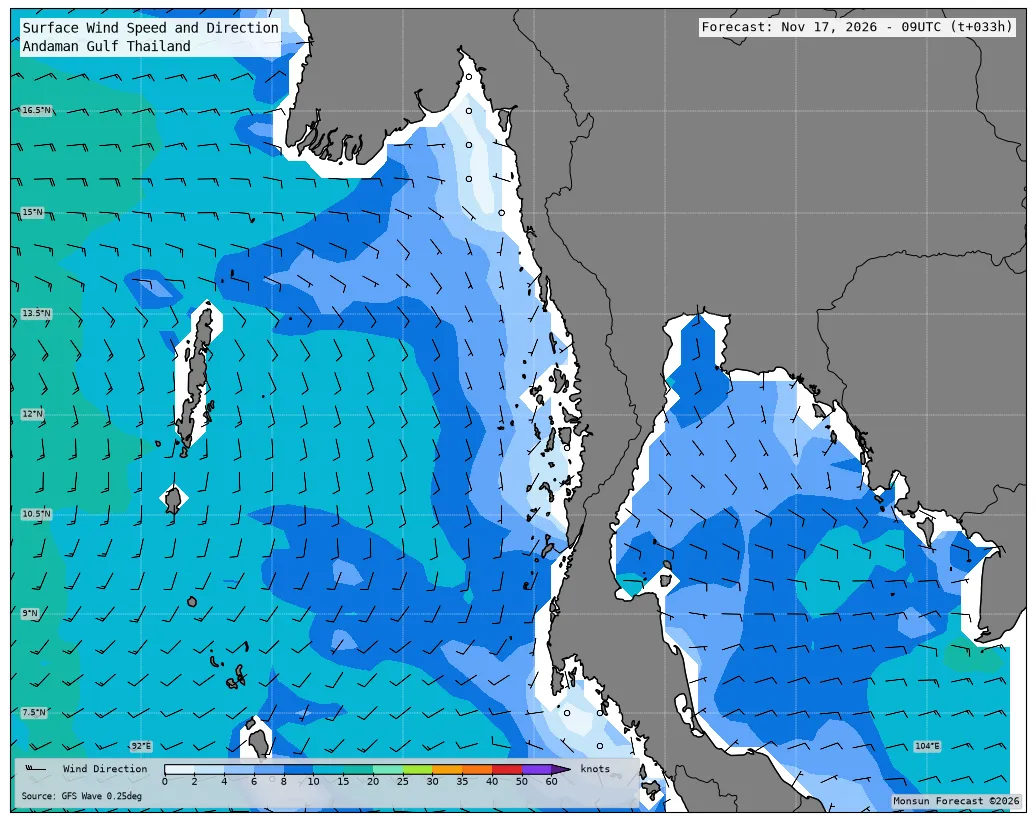 Surface Wind Speed and Direction
Andaman Gulf Thailand
Forecast: Nov 17, 2026 - 09UTC (t+033h)
16.5°N
15°N
13.5°N
12°N
10.5°N
9°N
7.5°N
92°E
104°E
Wind Direction
knots
0 2 4 6 8 10 15 20 25 30 35 40 50 60
Source: GFS Wave 0.25deg
Monsun Forecast ©2026